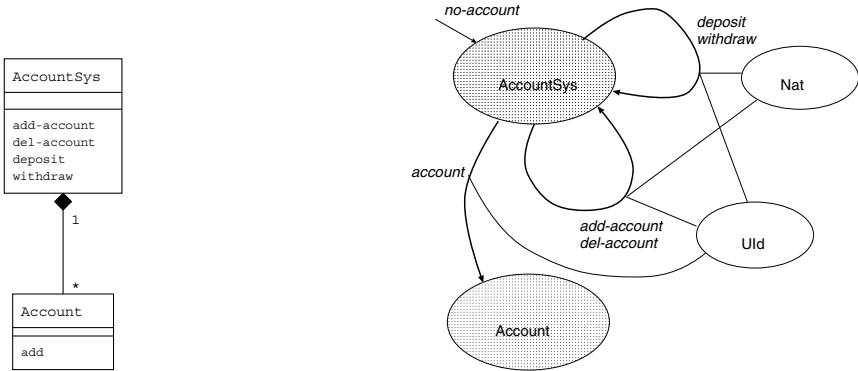 AccountSys
add-account
del-account
deposit
withdraw
1
*
Account
add
no-account
deposit
withdraw
AccountSys
Nat
account
add-account
del-account
UId
Account